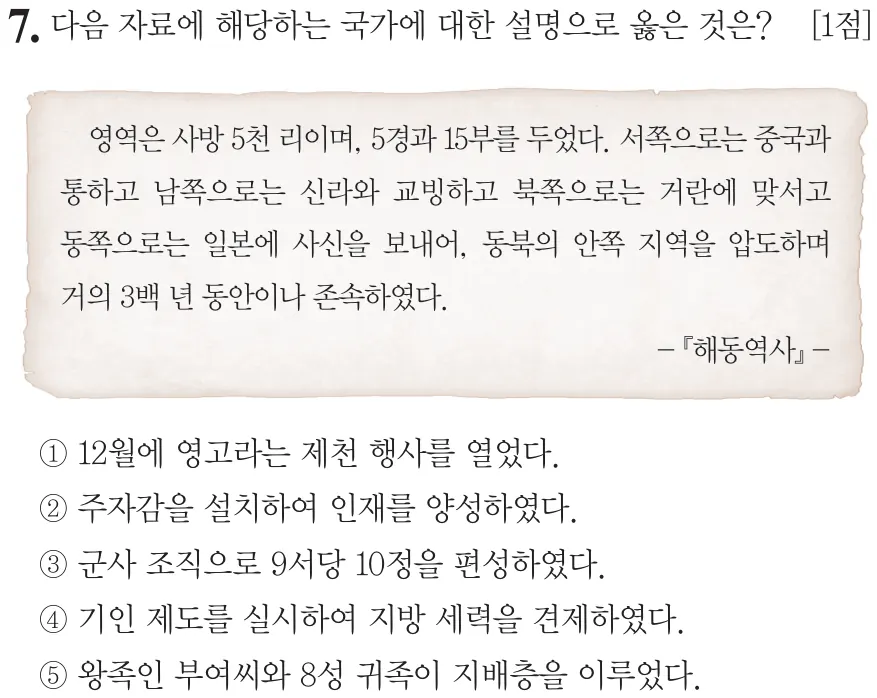 7. 다음 자료에 해당하는 국가에 대한 설명으로 옳은 것은? [1점]
영역은 사방 5천 리이며, 5경과 15부를 두었다. 서쪽으로는 중국과
통하고 남쪽으로는 신라와 교빙하고 북쪽으로는 거란에 맞서고
동쪽으로는 일본에 사신을 보내어, 동북의 안쪽 지역을 압도하며
거의 3백 년 동안이나 존속하였다.
-『해동역사』-
① 12월에 영고라는 제천 행사를 열었다.
② 주자감을 설치하여 인재를 양성하였다.
③ 군사 조직으로 9서당 10정을 편성하였다.
④ 기인 제도를 실시하여 지방 세력을 견제하였다.
⑤ 왕족인 부여씨와 8성 귀족이 지배층을 이루었다.